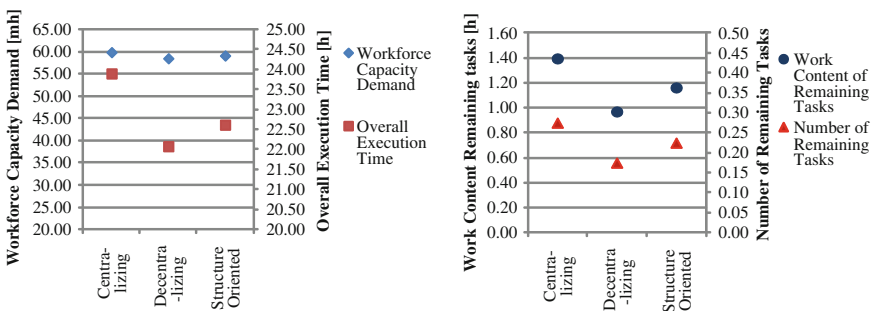 Workforce Capacity Demand [mh]
65.00
60.00
55.00
50.00
45.00
40.00
35.00
30.00
25.00
20.00
25.00
24.50
24.00
23.50
23.00
22.50
22.00
21.50
21.00
20.50
20.00
Overall Execution Time [h]
Centra-
lizing
Decentra
-lizing
Structure
Oriented
Workforce
Capacity
Demand
Overall
Execution
Time
Work Content Remaining tasks [h]
1.60
1.40
1.20
1.00
0.80
0.60
0.40
0.20
0.00
0.50
0.45
0.40
0.35
0.30
0.25
0.20
0.15
0.10
0.05
0.00
Number of Remaining Tasks
Centra-
lizing
Decentra
-lizing
Structure
Oriented
Work
Content of
Remaining
Tasks
Number of
Remaining
Tasks